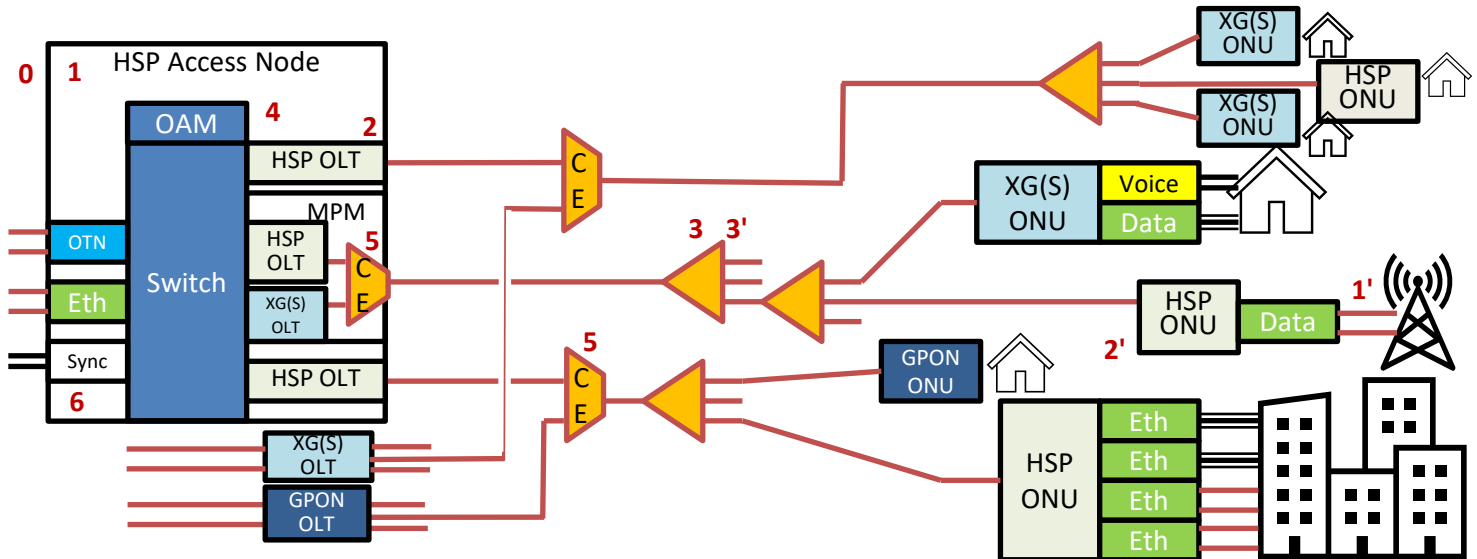 0
1
HSP Access Node
4
2
OAM
HSP OLT
MPM
OTN
HSP
OLT
5
C
E
Switch
Eth
XG(S)
OLT
Sync
6
HSP OLT
XG(S)
OLT
GPON
OLT
C
E
3
3'
5
C
E
XG(S)
ONU
HSP
ONU
XG(S)
ONU
XG(S)
ONU
Voice
Data
HSP
ONU
Data
1'
2'
GPON
ONU
HSP
ONU
Eth
Eth
Eth
Eth